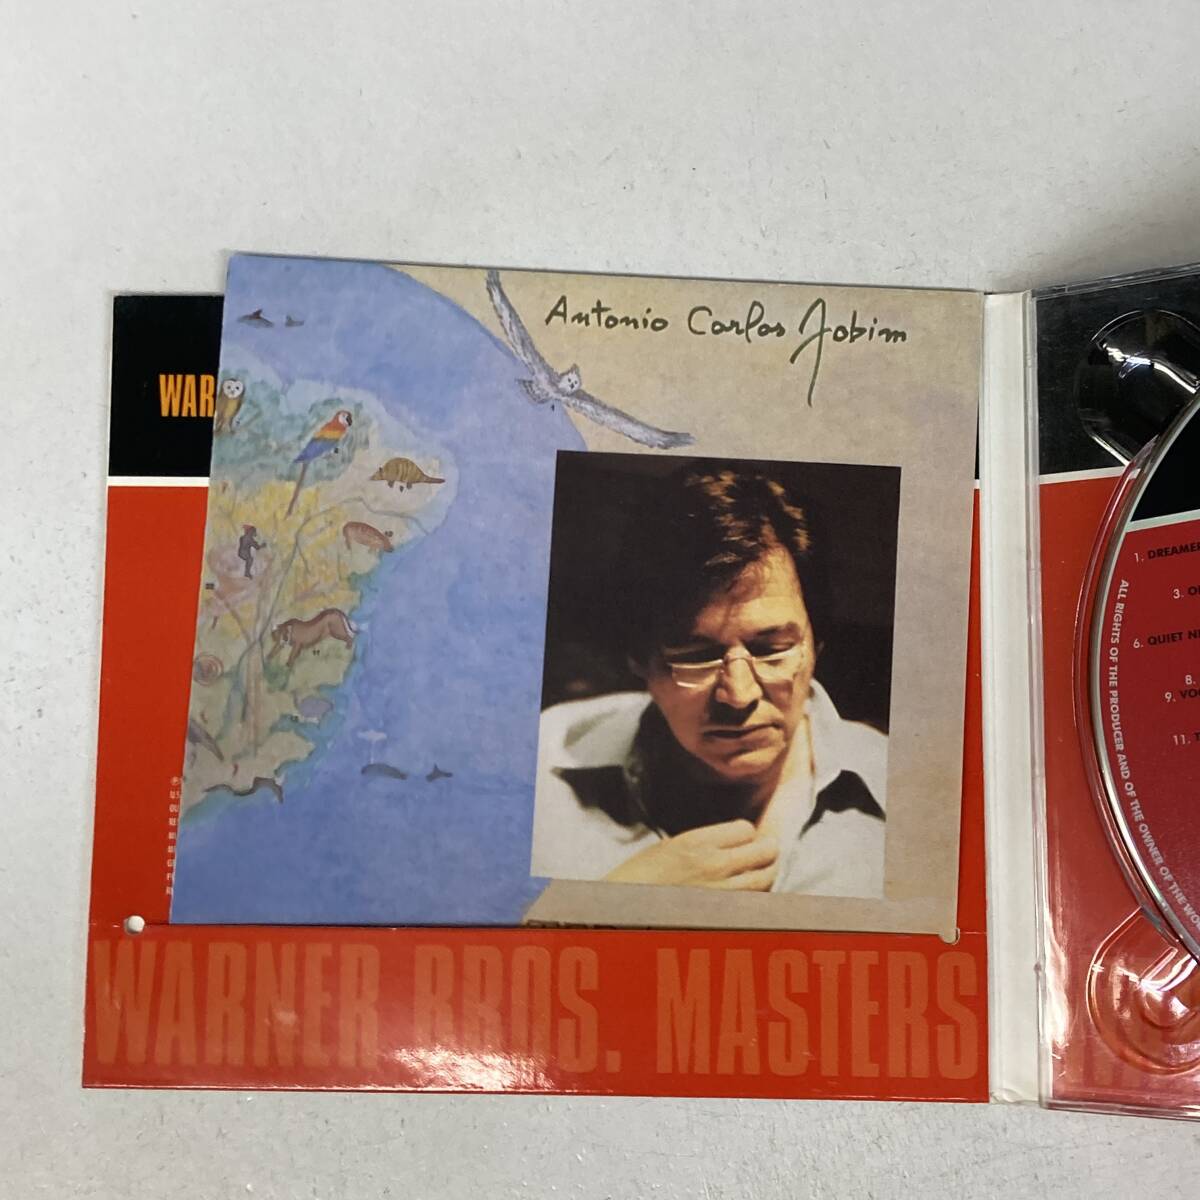 Antonio Carlos Jobim
WAR
WARNER BROS. MASTERS
1. DREAMER
3. O
6. QUIET N
8.
9. VO
11. T
ALL RIGHTS OF THE PRODUCER AND OF THE OWNER OF THE WO